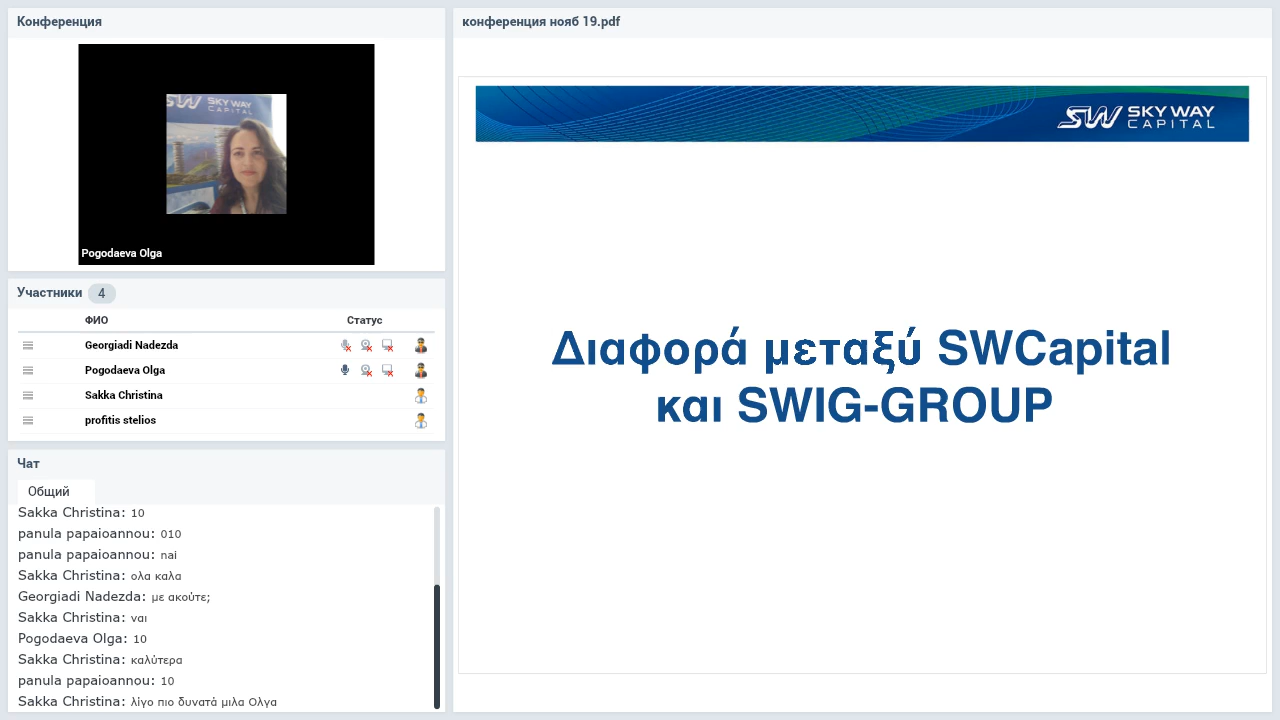 Конференция
SW SKY WAY
CAPITAL
Pogodaeva Olga
Участники 4
ФИО Статус
Georgiadi Nadezda
Pogodaeva Olga
Sakka Christina
profitis stelios
Чат
Общий
Sakka Christina: 10
panula papaioannou: 010
panula papaioannou: nai
Sakka Christina: ολα καλα
Georgiadi Nadezda: με ακούτε;
Sakka Christina: ναι
Pogodaeva Olga: 10
Sakka Christina: καλύτερα
panula papaioannou: 10
Sakka Christina: λίγο πιο δυνατά μιλα Ολγα
конференция нояб 19.pdf
SW SKY WAY
CAPITAL
Διαφορά μεταξύ SWCapital
και SWIG-GROUP